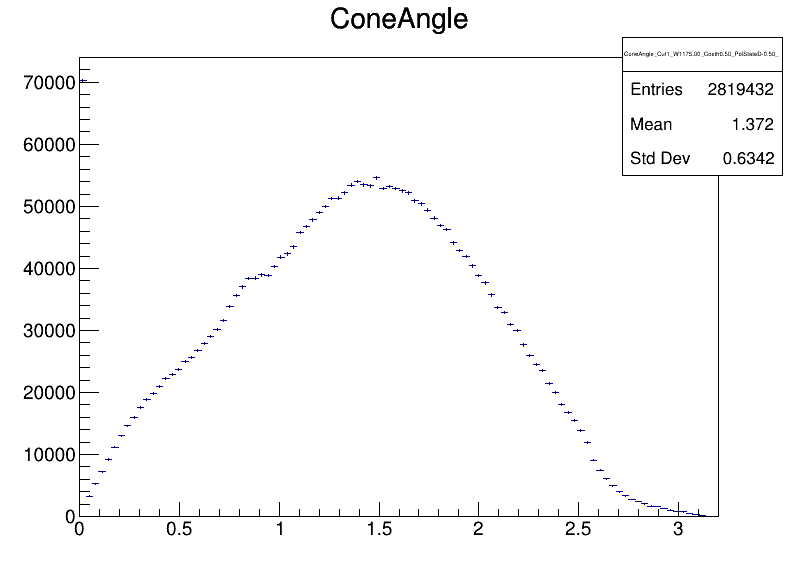 ConeAngle
ConeAngle_Cut1_W1175.00_Costh0.50_PolStateD-0.50_
Entries 2819432
Mean 1.372
Std Dev 0.6342
70000
60000
50000
40000
30000
20000
10000
0
0 0.5 1 1.5 2 2.5 3